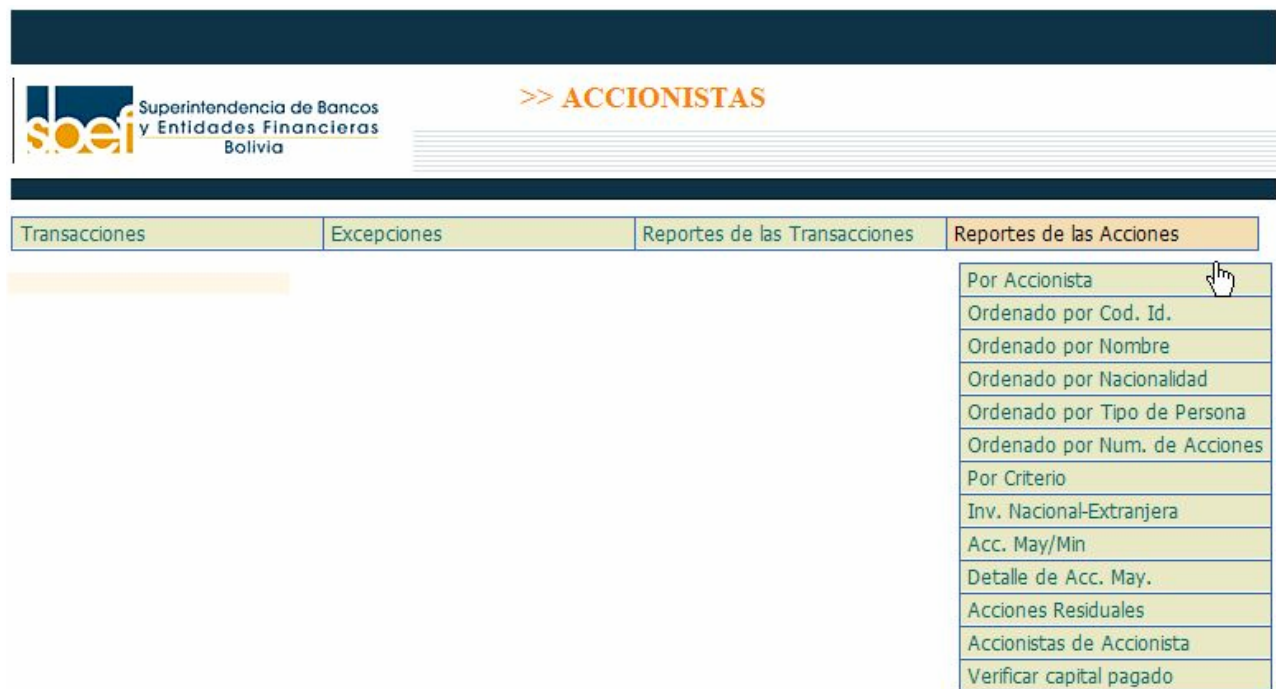 sbef
Superintendencia de Bancos
y Entidades Financieras
Bolivia
>> ACCIONISTAS
Transacciones
Excepciones
Reportes de las Transacciones
Reportes de las Acciones
Por Accionista
Ordenado por Cod. Id.
Ordenado por Nombre
Ordenado por Nacionalidad
Ordenado por Tipo de Persona
Ordenado por Num. de Acciones
Por Criterio
Inv. Nacional-Extranjera
Acc. May/Min
Detalle de Acc. May.
Acciones Residuales
Accionistas de Accionista
Verificar capital pagado